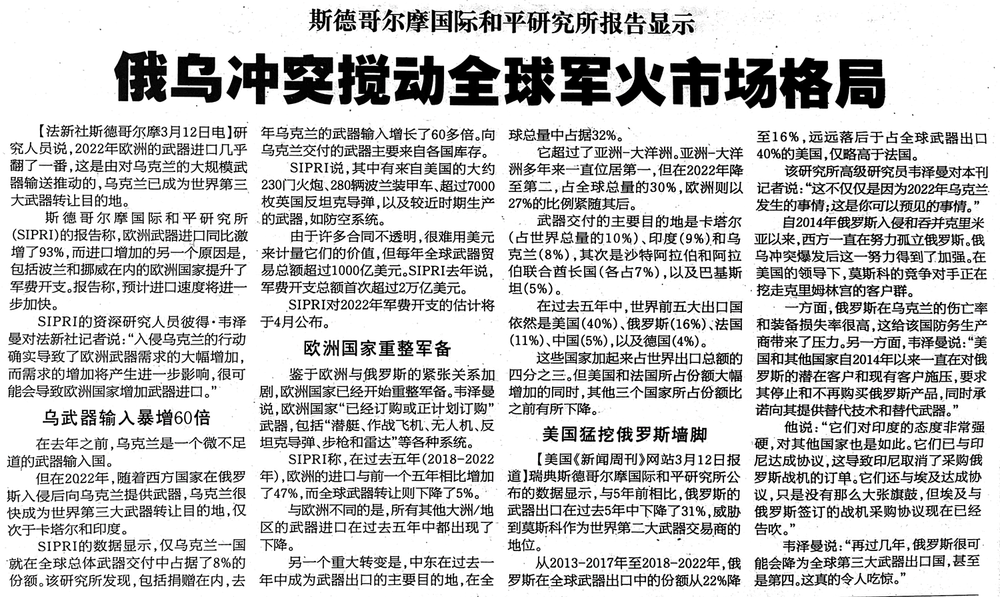 斯德哥尔摩国际和平研究所报告显示
俄乌冲突搅动全球军火市场格局
【法新社斯德哥尔摩3月12日电】研
究人员说,2022年欧洲的武器进口几乎
翻了一番,这是由对乌克兰的大规模武
器输送推动的,乌克兰已成为世界第三
大武器转让目的地。
斯德哥尔摩国际和平研究所
(SIPRI)的报告称,欧洲武器进口同比激
增了93%,而进口增加的另一个原因是,
包括波兰和挪威在内的欧洲国家提升了
军费开支。报告称,预计进口速度将进一
步加快。
SIPRI的资深研究人员彼得·韦泽
曼对法新社记者说:“入侵乌克兰的行动
确实导致了欧洲武器需求的大幅增加,
而需求的增加将产生进一步影响,很可
能会导致欧洲国家增加武器进口。”
乌武器输入暴增60倍
在去年之前,乌克兰是一个微不足
道的武器输入国。
但在2022年,随着西方国家在俄罗
斯入侵后向乌克兰提供武器,乌克兰很
快成为世界第三大武器转让目的地,仅
次于卡塔尔和印度。
SIPRI的数据显示,仅乌克兰一国
就在全球总体武器交付中占据了8%的
份额。该研究所发现,包括捐赠在内,去
年乌克兰的武器输入增长了60多倍。向
乌克兰交付的武器主要来自各国库存。
SIPRI说,其中有来自美国的大约
230门火炮、280辆波兰装甲车、超过7000
枚英国反坦克导弹,以及较近时期生产
的武器,如防空系统。
由于许多合同不透明,很难用美元
来计量它们的价值,但每年全球武器贸
易总额超过1000亿美元。SIPRI去年说,
军费开支总额首次超过2万亿美元。
SIPRI对2022年军费开支的估计将
于4月公布。
欧洲国家重整军备
鉴于欧洲与俄罗斯的紧张关系加
剧,欧洲国家已经开始重整军备。韦泽曼
说,欧洲国家“已经订购或正计划订购”
武器,包括“潜艇、作战飞机、无人机、反
坦克导弹、步枪和雷达”等各种系统。
SIPRI称,在过去五年(2018-2022
年),欧洲的进口与前一个五年相比增加
了47%,而全球武器转让则下降了5%。
与欧洲不同的是,所有其他大洲/地
区的武器进口在过去五年中都出现了
下降。
另一个重大转变是,中东在过去一
年中成为武器出口的主要目的地,在全
球总量中占据32%。
它超过了亚洲-大洋洲。亚洲-大洋
洲多年来一直位居第一,但在2022年降
至第二,占全球总量的30%,欧洲则以
27%的比例紧随其后。
武器交付的主要目的地是卡塔尔
(占世界总量的10%)、印度(9%)和乌
克兰(8%),其次是沙特阿拉伯和阿拉
伯联合酋长国(各占7%),以及巴基斯
坦(5%)。
在过去五年中,世界前五大出口国
依然是美国(40%)、俄罗斯(16%)、法国
(11%)、中国(5%),以及德国(4%)。
这些国家加起来占世界出口总额的
四分之三。但美国和法国所占份额大幅
增加的同时,其他三个国家所占份额比
之前有所下降。
美国猛挖俄罗斯墙脚
【美国《新闻周刊》网站3月12日报
道】瑞典斯德哥尔摩国际和平研究所公
布的数据显示,与5年前相比,俄罗斯的
武器出口在过去5年中下降了31%,威胁
到莫斯科作为世界第二大武器交易商的
地位。
从2013-2017年至2018-2022年,俄
罗斯在全球武器出口中的份额从22%降
至16%,远远落后于占全球武器出口
40%的美国,仅略高于法国。
该研究所高级研究员韦泽曼对本刊
记者说:“这不仅仅是因为2022年乌克兰
发生的事情;这是你可以预见的事情。”
自2014年俄罗斯入侵和吞并克里米
亚以来,西方一直在努力孤立俄罗斯。俄
乌冲突爆发后这一努力得到了加强。在
美国的领导下,莫斯科的竞争对手正在
挖走克里姆林宫的客户群。
一方面,俄罗斯在乌克兰的伤亡率
和装备损失率很高,这给该国防务生产
商带来了压力。另一方面,韦泽曼说:“美
国和其他国家自2014年以来一直在对俄
罗斯的潜在客户和现有客户施压,要求
其停止和不再购买俄罗斯产品,同时承
诺向其提供替代技术和替代武器。”
他说:“它们对印度的态度非常强
硬,对其他国家也是如此。它们已与印
尼达成协议,这导致印尼取消了采购俄
罗斯战机的订单。它们还与埃及达成协
议,只是没有那么大张旗鼓,但埃及与
俄罗斯签订的战机采购协议现在已经
告吹。”
韦泽曼说:“再过几年,俄罗斯很可
能会降为全球第三大武器出口国,甚至
是第四。这真的令人吃惊。”